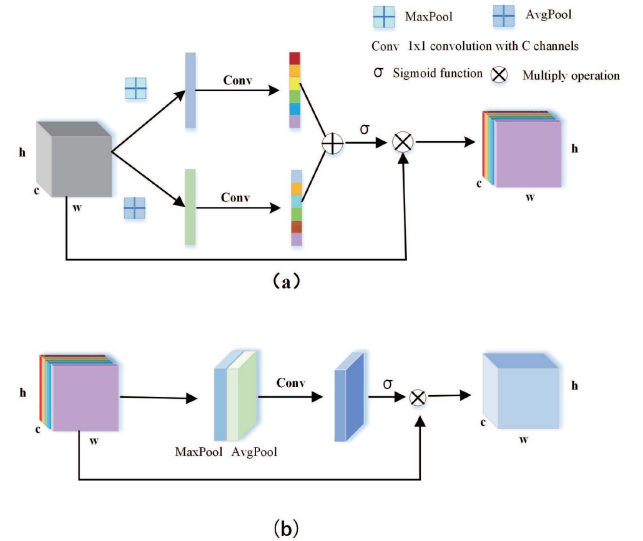 MaxPool
AvgPool
Conv 1x1 convolution with C channels
σ Sigmoid function
Multiply operation
Conv
σ
h
c
w
Conv
h
c
w
(a)
h
c
w
MaxPool AvgPool
Conv
σ
h
c
w
(b)